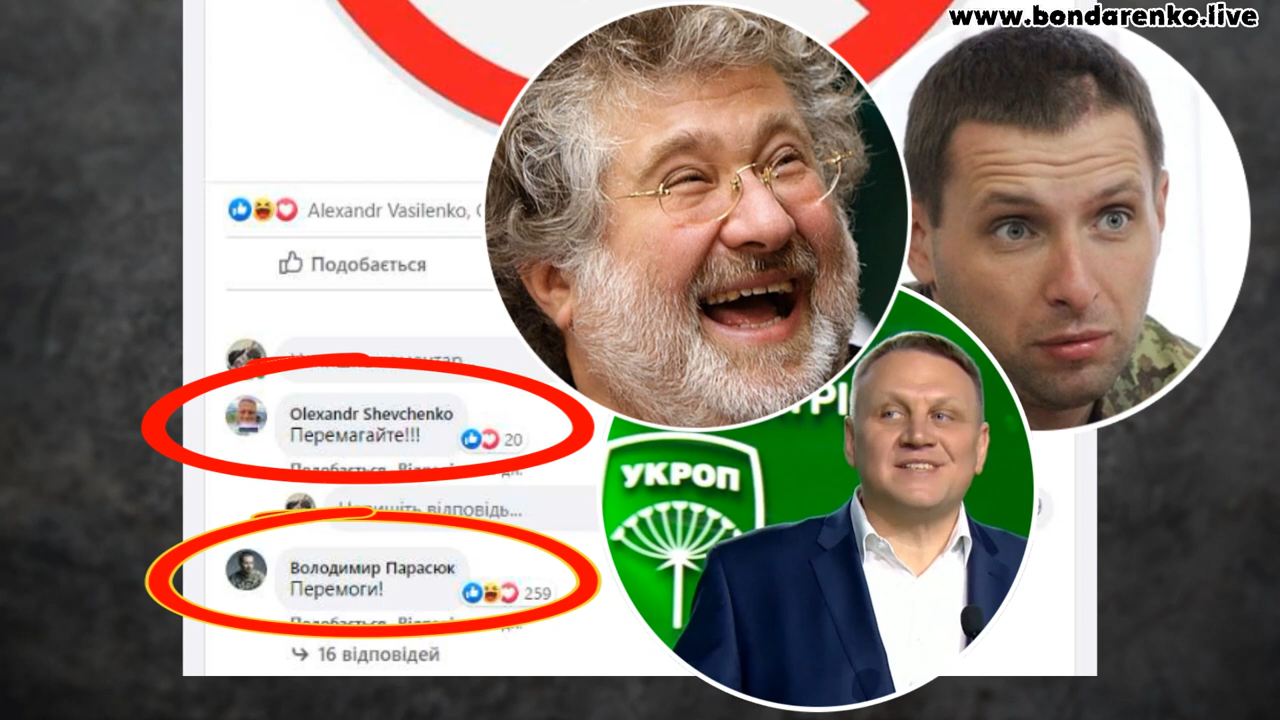 www.bondarenko.live
Alexandr Vasilenko,
Подобається
Olexandr Shevchenko
Перемагайте!!!
20
Напишіть відповідь...
УКРОП
Володимир Парасюк
Перемоги!
259
16 відповідей